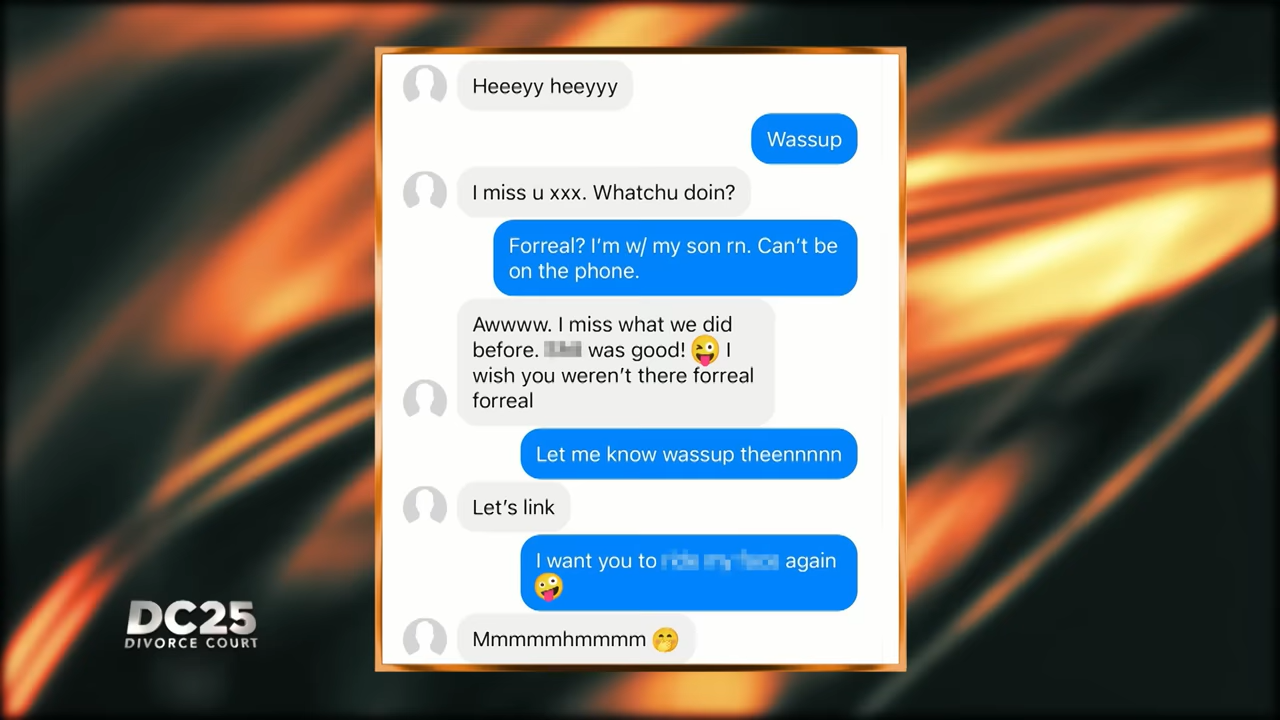 Heeeyy heeyyy
Wassup
I miss u xxx. Whatchu doin?
Forreal? I'm w/ my son rn. Can't be
on the phone.
Awwww. I miss what we did
before. was good! 😜 I
wish you weren't there forreal
forreal
Let me know wassup theennnnn
Let's link
I want you to again
🤪
Mmmmmhmmmm 🤭
DC25
DIVORCE COURT